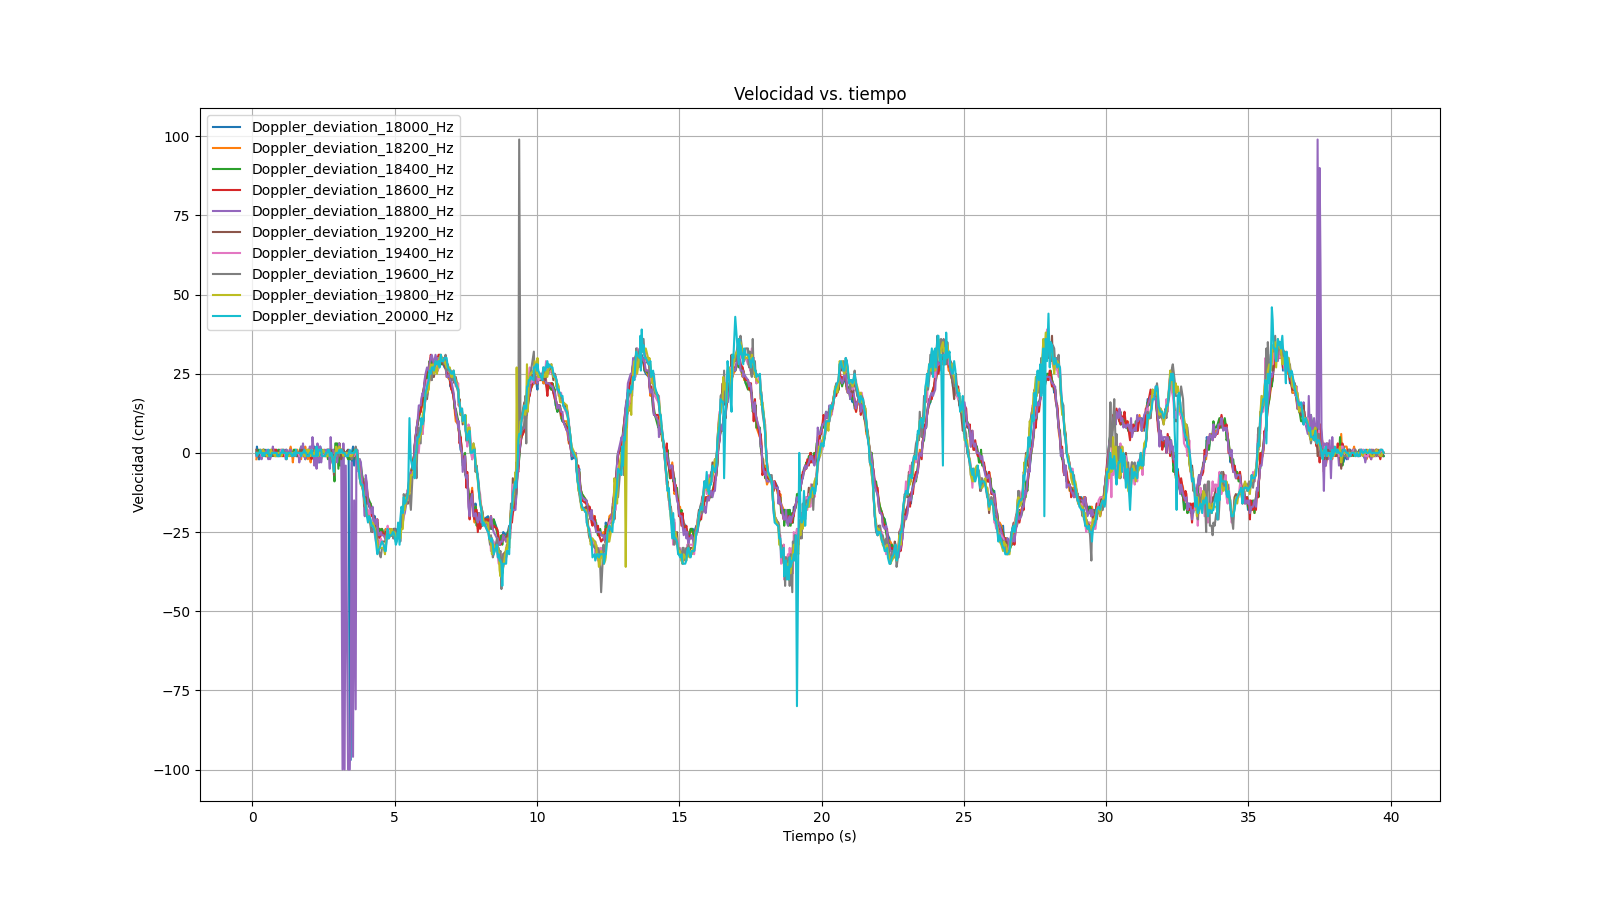 Velocidad vs. tiempo
Doppler_deviation_18000_Hz
Doppler_deviation_18200_Hz
Doppler_deviation_18400_Hz
Doppler_deviation_18600_Hz
Doppler_deviation_18800_Hz
Doppler_deviation_19200_Hz
Doppler_deviation_19400_Hz
Doppler_deviation_19600_Hz
Doppler_deviation_19800_Hz
Doppler_deviation_20000_Hz
Velocidad (cm/s)
100
75
50
25
0
−25
−50
−75
−100
0 5 10 15 20 25 30 35 40
Tiempo (s)